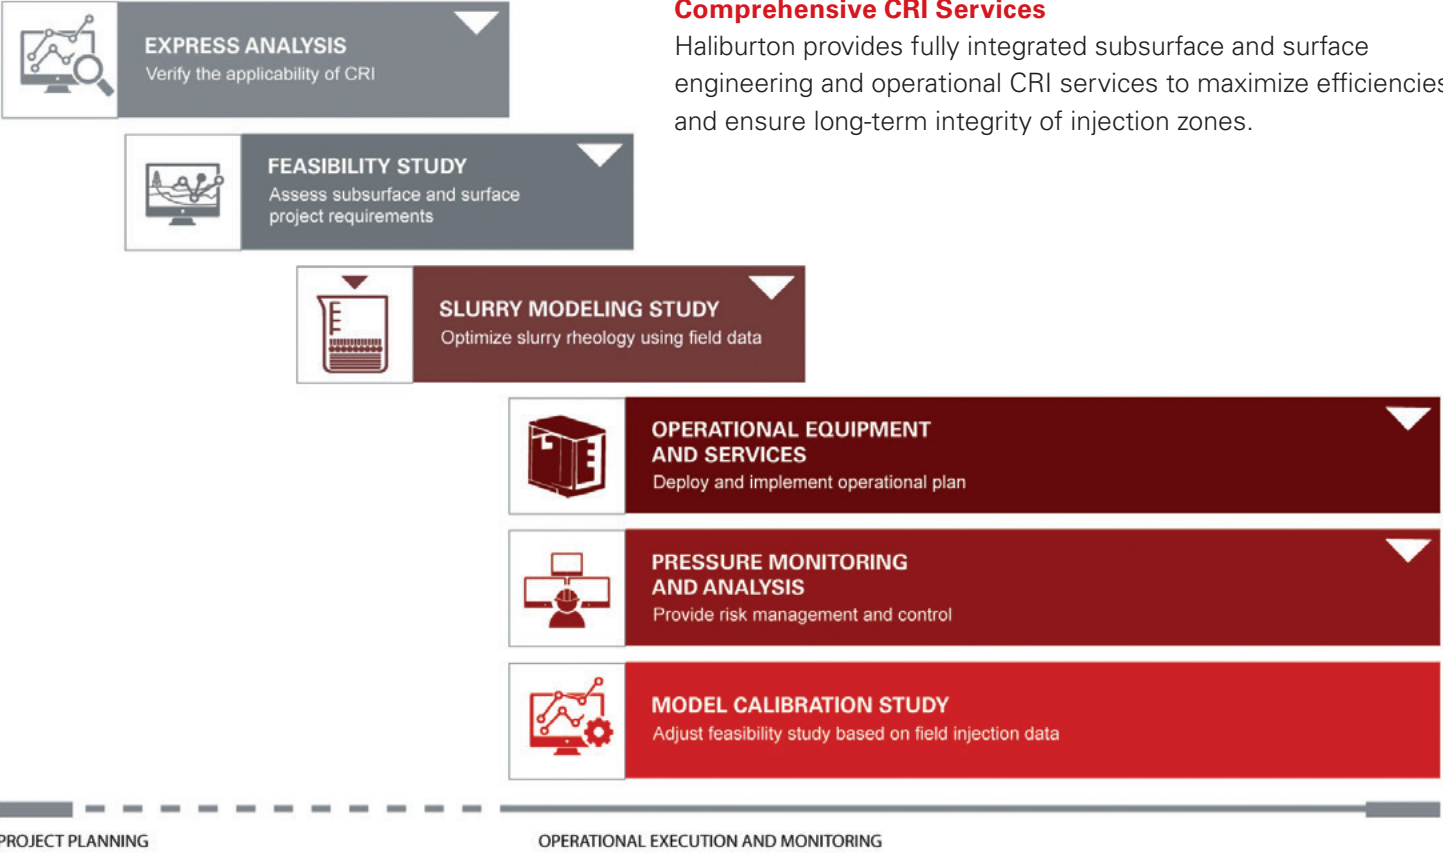 Comprehensive CRI Services
Haliburton provides fully integrated subsurface and surface
engineering and operational CRI services to maximize efficiencies
and ensure long-term integrity of injection zones.
EXPRESS ANALYSIS
Verify the applicability of CRI
FEASIBILITY STUDY
Assess subsurface and surface
project requirements
SLURRY MODELING STUDY
Optimize slurry rheology using field data
OPERATIONAL EQUIPMENT
AND SERVICES
Deploy and implement operational plan
PRESSURE MONITORING
AND ANALYSIS
Provide risk management and control
MODEL CALIBRATION STUDY
Adjust feasibility study based on field injection data
PROJECT PLANNING
OPERATIONAL EXECUTION AND MONITORING